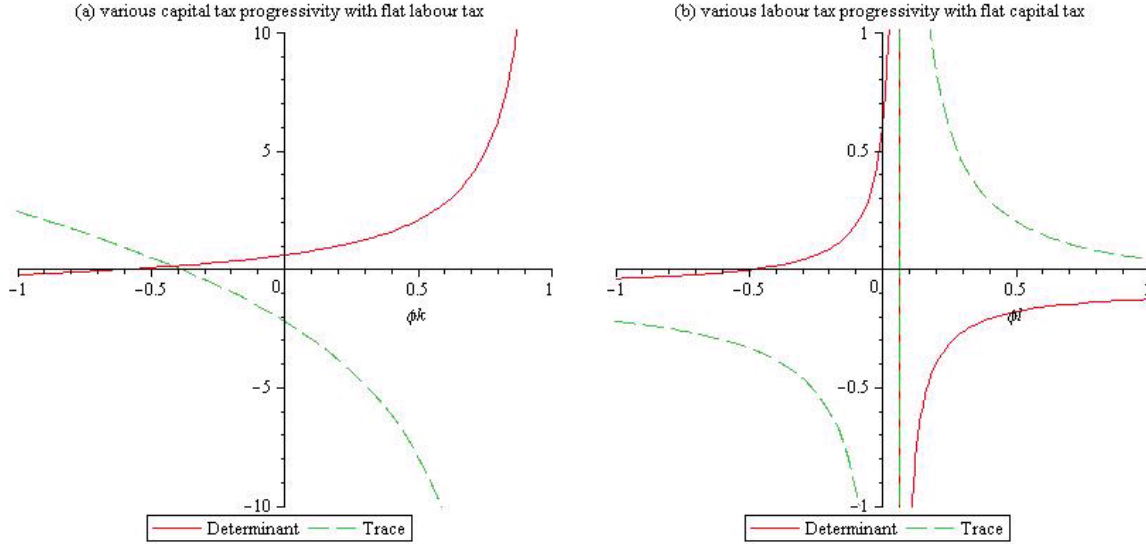 (a) various capital tax progressivity with flat labour tax
10
5
-1
-0.5
0
0.5
1
ϕk
-5
-10
Determinant
Trace
(b) various labour tax progressivity with flat capital tax
1
0.5
-1
-0.5
0
0.5
1
ϕl
-0.5
-1
Determinant
Trace